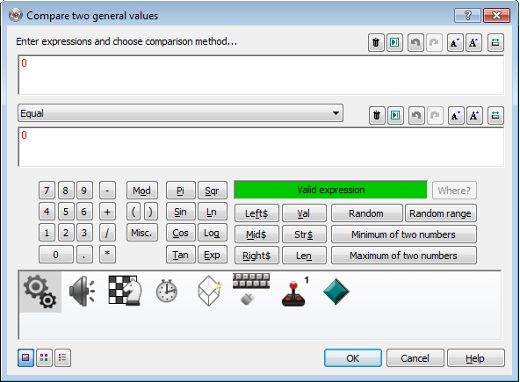 Compare two general values
Enter expressions and choose comparison method...
0
Equal
0
7 8 9 - Mod Pi Sqr Valid expression Where?
4 5 6 + ( ) Sin Ln Left$ Val Random Random range
1 2 3 / Misc. Cos Log Mid$ Str$ Minimum of two numbers
0 . * Tan Exp Right$ Len Maximum of two numbers
1
OK Cancel Help